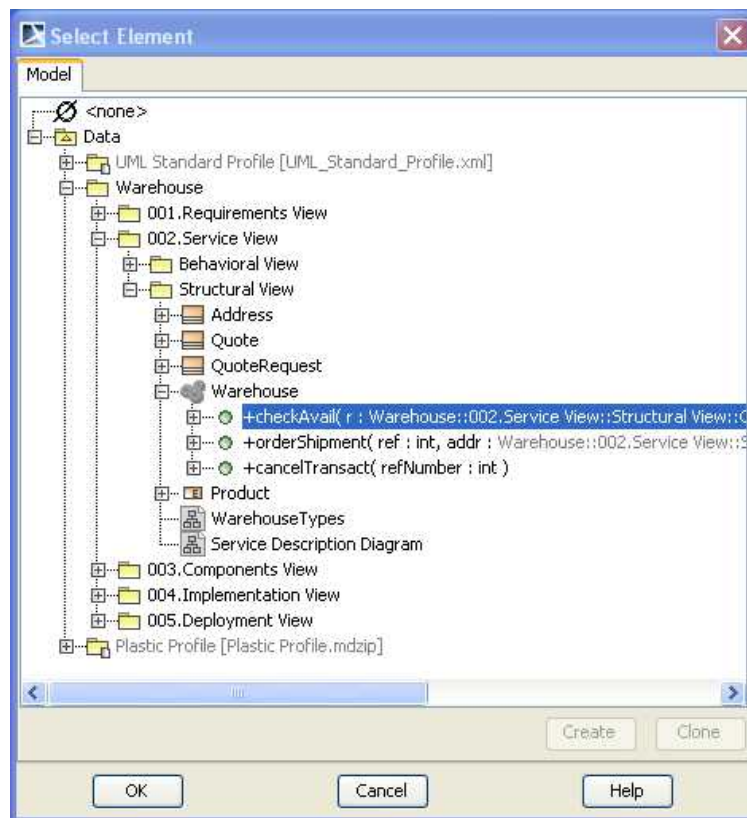 Select Element
Model
<none>
Data
UML Standard Profile [UML_Standard_Profile.xml]
Warehouse
001.Requirements View
002.Service View
Behavioral View
Structural View
Address
Quote
QuoteRequest
Warehouse
+checkAvail( r : Warehouse::002.Service View::Structural View::
+orderShipment( ref : int, addr : Warehouse::002.Service View::
+cancelTransact( refNumber : int )
Product
WarehouseTypes
Service Description Diagram
003.Components View
004.Implementation View
005.Deployment View
Plastic Profile [Plastic Profile.mdzip]
Create Clone
OK Cancel Help